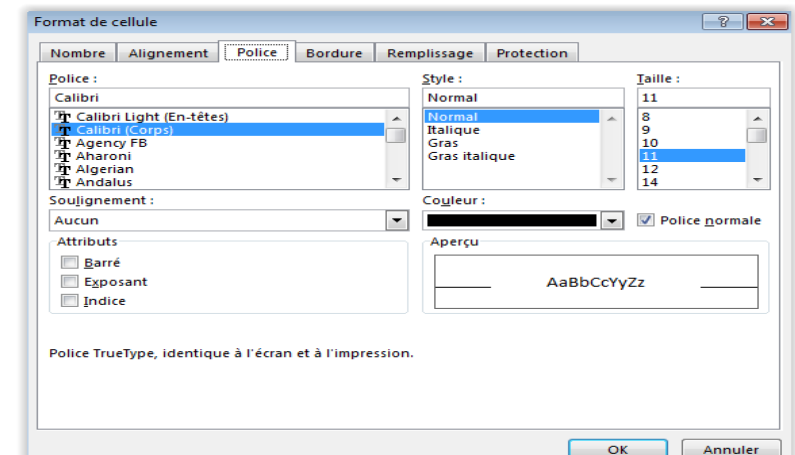 Format de cellule
Nombre Alignement Police Bordure Remplissage Protection
Police : Style : Taille :
Calibri Normal 11
Calibri Light (En-têtes) Normal 8
Calibri (Corps) Italique 9
Agency FB Gras 10
Aharoni Gras italique 11
Algerian 12
Andalus 14
Soulignement : Couleur :
Aucun Police normale
Attributs Aperçu
Barré
Exposant AaBbCcYyZz
Indice
Police TrueType, identique à l'écran et à l'impression.
OK Annuler